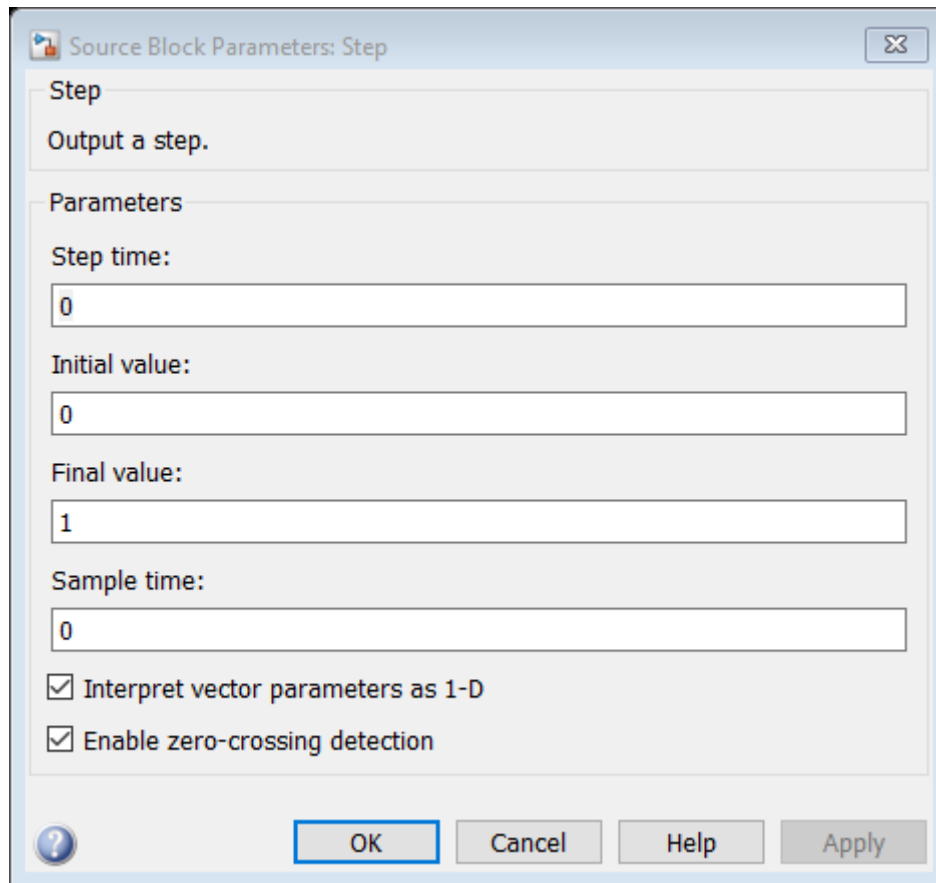 Source Block Parameters: Step
Step
Output a step.
Parameters
Step time:
0
Initial value:
0
Final value:
1
Sample time:
0
Interpret vector parameters as 1-D
Enable zero-crossing detection
?
OK Cancel Help Apply